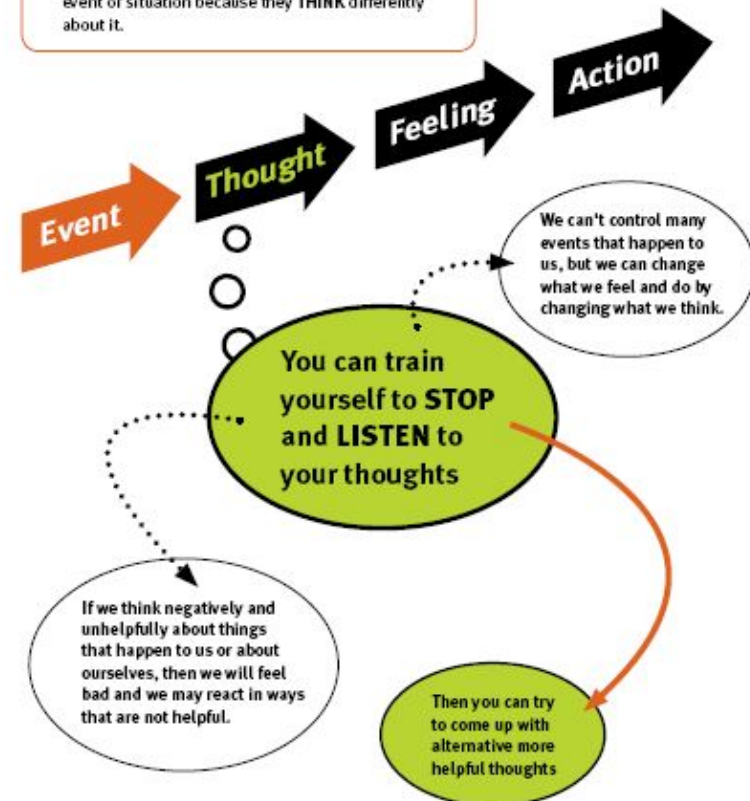 event or situation because they THINK differently
about it.
Event
Thought
Feeling
Action
We can't control many
events that happen to
us, but we can change
what we feel and do by
changing what we think.
You can train
yourself to STOP
and LISTEN to
your thoughts
If we think negatively and
unhelpfully about things
that happen to us or about
ourselves, then we will feel
bad and we may react in ways
that are not helpful.
Then you can try
to come up with
alternative more
helpful thoughts